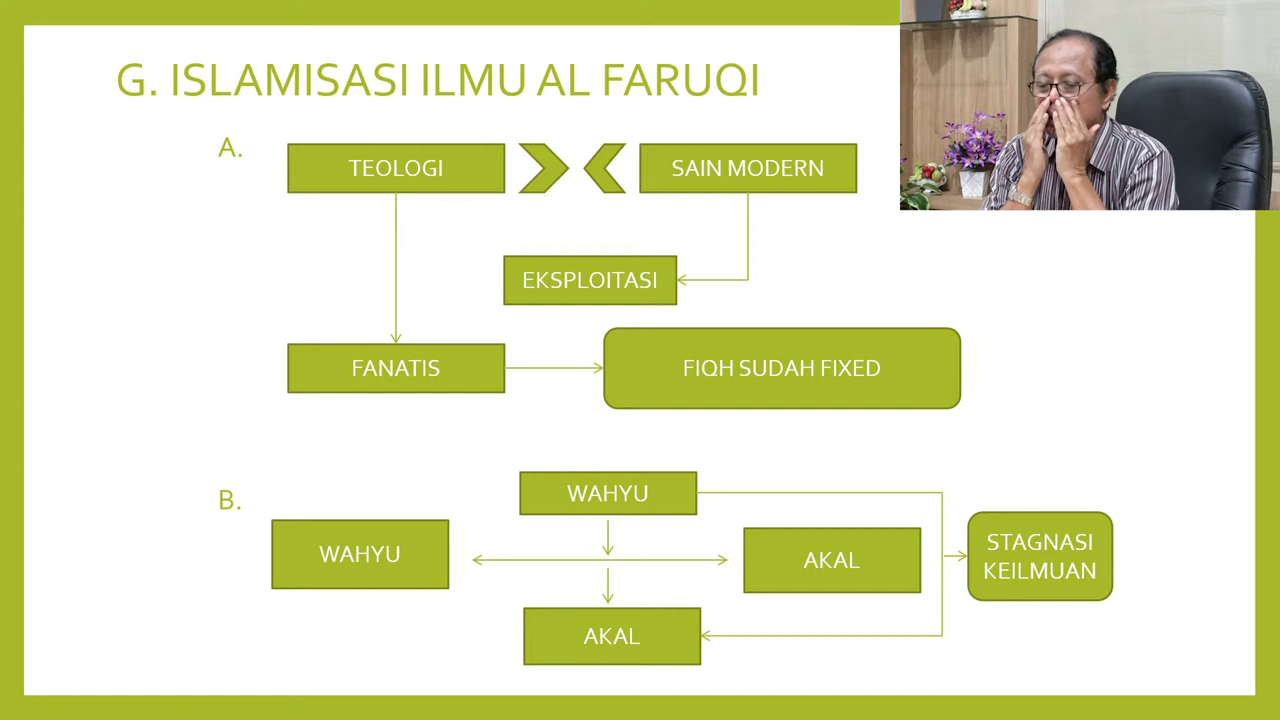 G. ISLAMISASI ILMU AL FARUQI
A.
TEOLOGI
SAIN MODERN
EKSPLOITASI
FANATIS
FIQH SUDAH FIXED
B.
WAHYU
WAHYU
AKAL
STAGNASI
KEILMUAN
AKAL